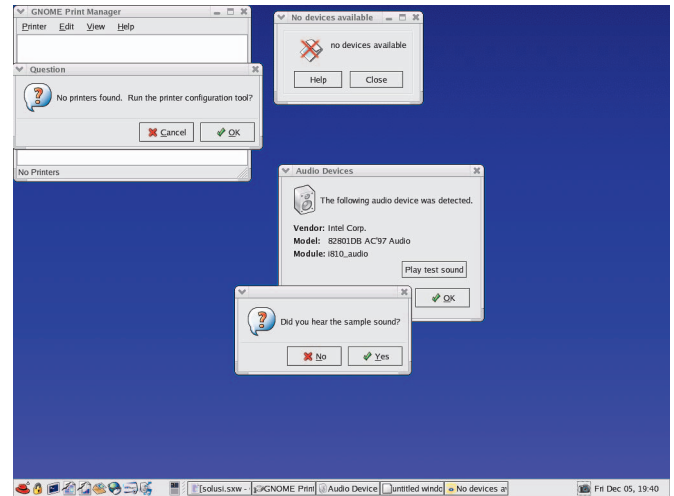 GNOME Print Manager
Printer Edit View Help
Question
No printers found. Run the printer configuration tool?
Cancel OK
No Printers
No devices available
no devices available
Help Close
Audio Devices
The following audio device was detected.
Vendor: Intel Corp.
Model: 82801DB AC'97 Audio
Module: i810_audio
Play test sound
OK
Did you hear the sample sound?
No Yes
[solusi.sxw - GNOME Print Audio Device untitled windo No devices a Fri Dec 05, 19:40